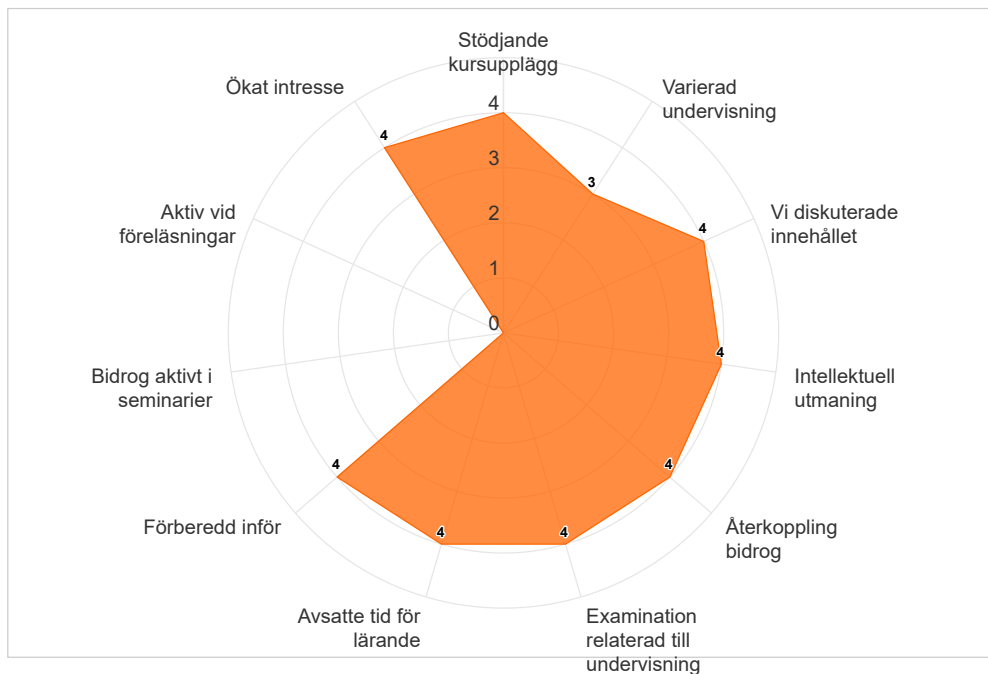 Stödjande
kursupplägg
Varierad
undervisning
Vi diskuterade
innehållet
Intellektuell
utmaning
Återkoppling
bidrog
Examination
relaterad till
undervisning
Avsatte tid för
lärande
Förberedd inför
Bidrog aktivt i
seminarier
Aktiv vid
föreläsningar
Ökat intresse
4
3
2
1
0
4
3
4
4
4
4
4
4